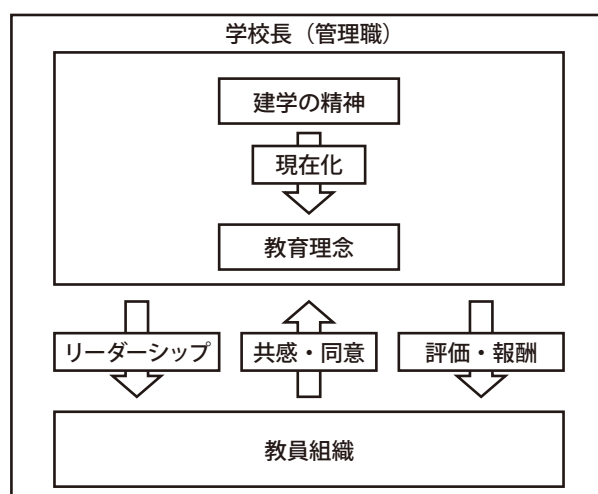 学校長（管理職）
建学の精神
現在化
教育理念
リーダーシップ
共感・同意
評価・報酬
教員組織